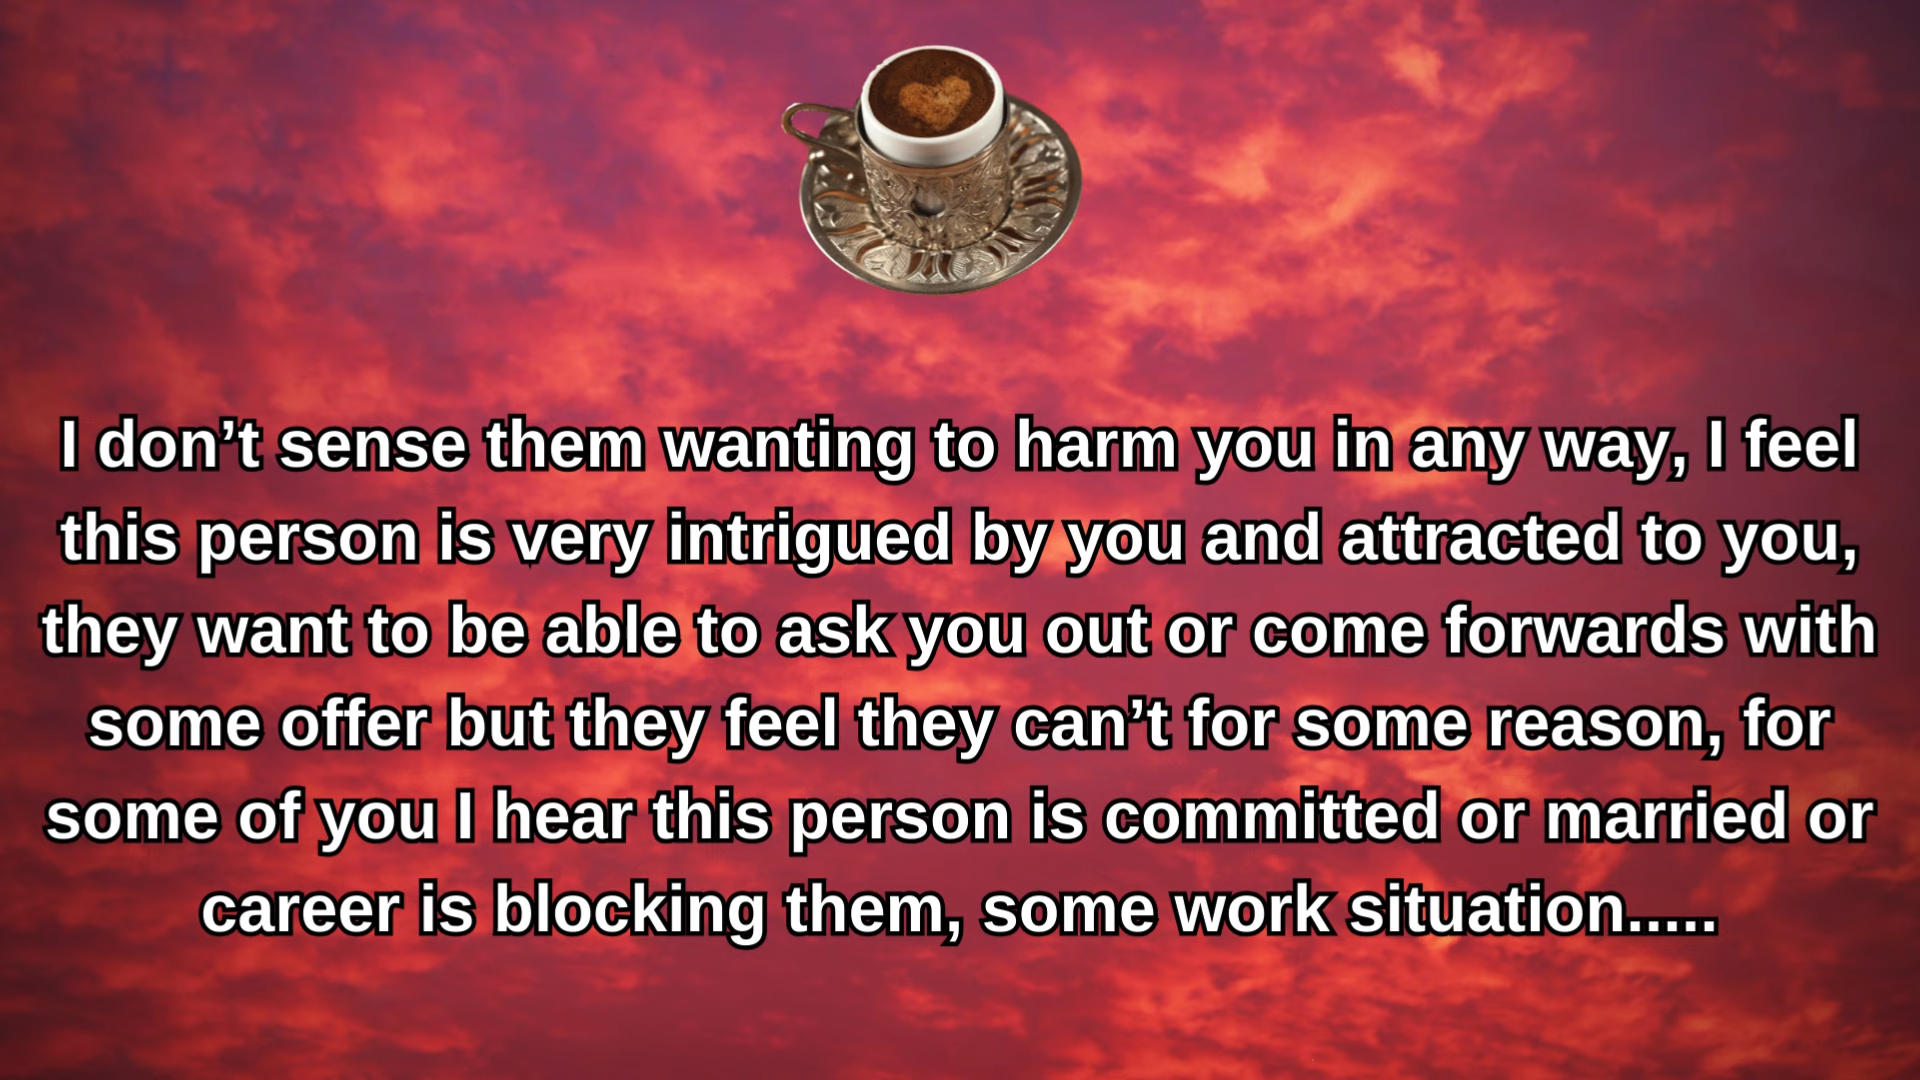 I don’t sense them wanting to harm you in any way, I feel
this person is very intrigued by you and attracted to you,
they want to be able to ask you out or come forwards with
some offer but they feel they can’t for some reason, for
some of you I hear this person is committed or married or
career is blocking them, some work situation.....